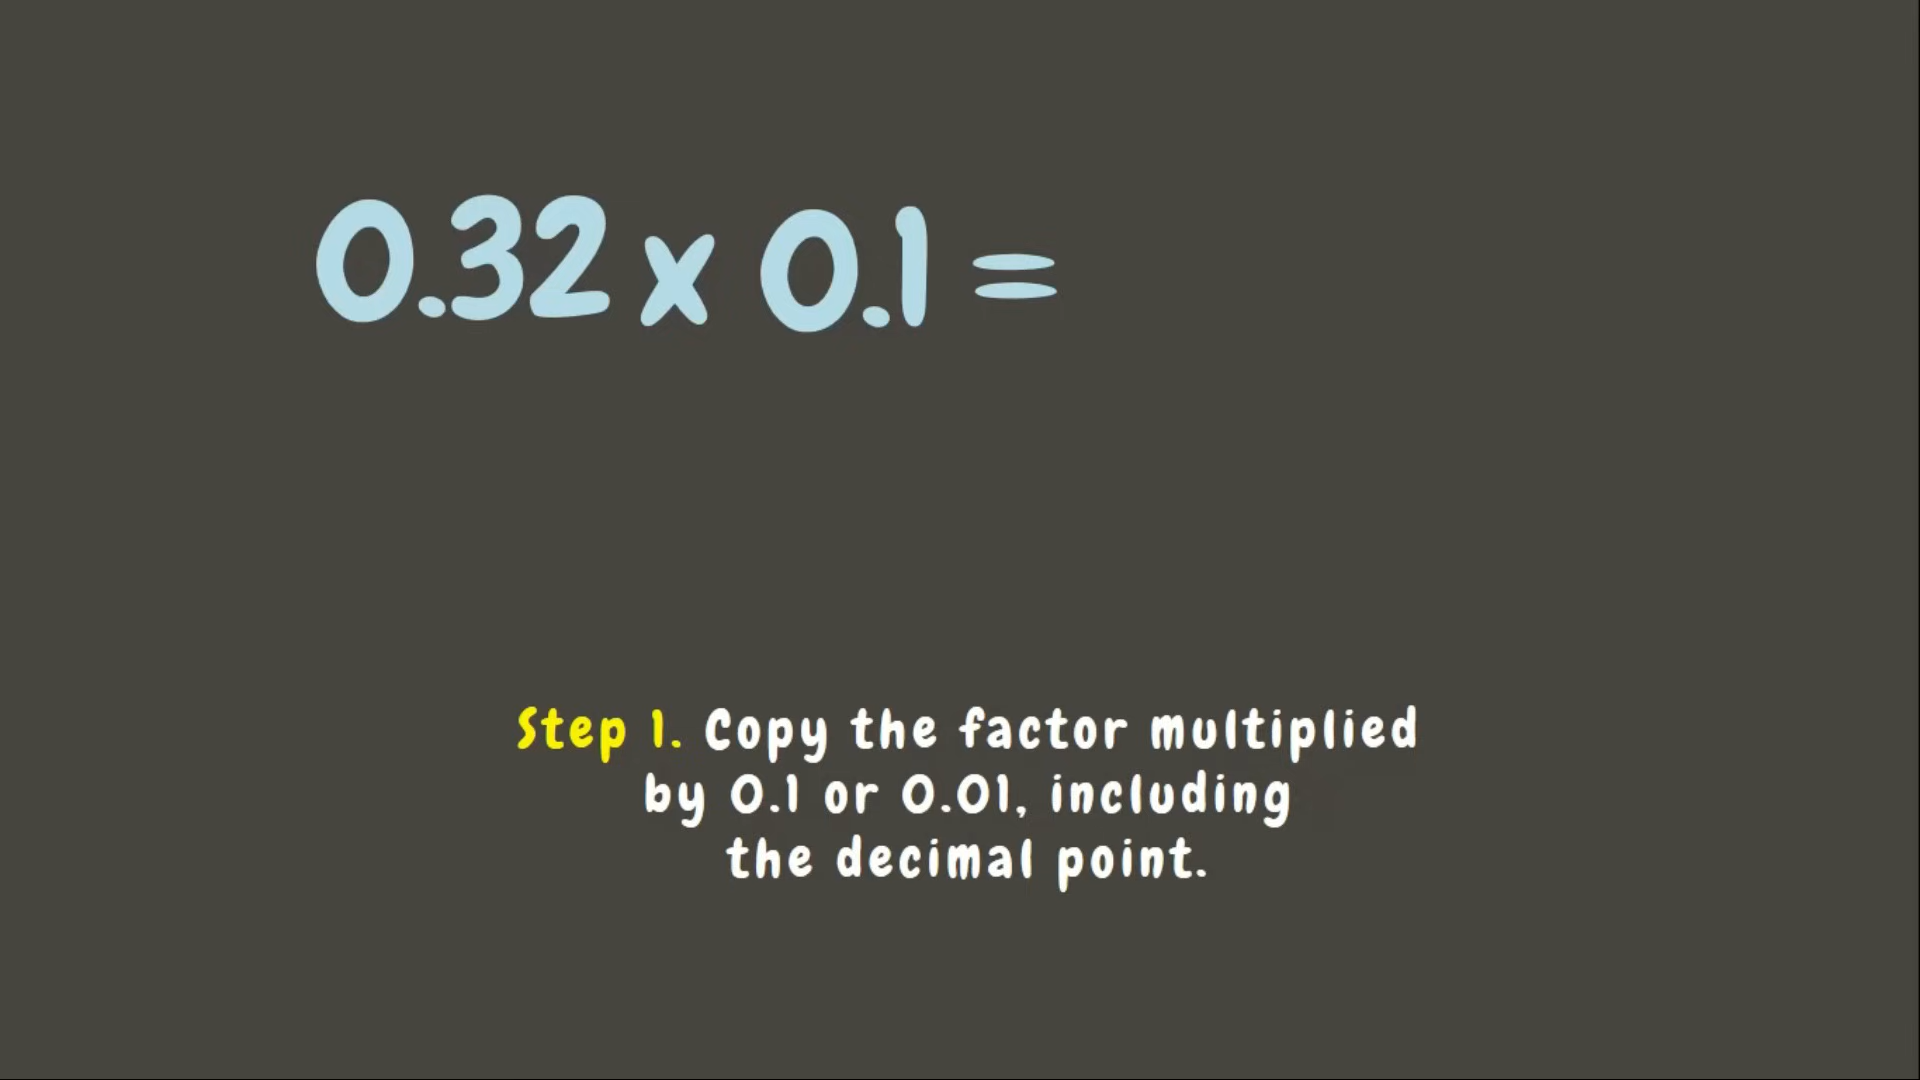 0.32 x 0.1 =
Step 1. Copy the factor multiplied
by 0.1 or 0.01, including
the decimal point.